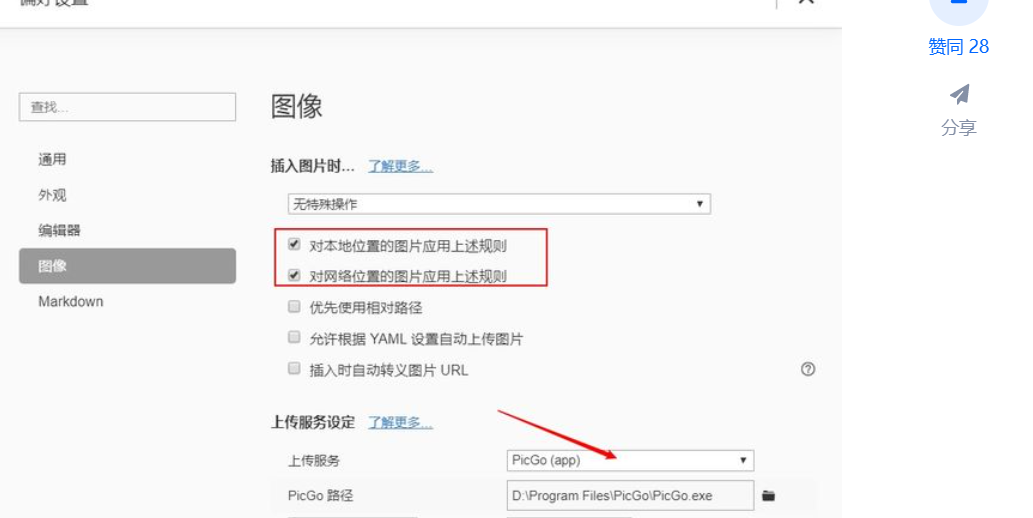 偏好设置
赞同 28
分享
查找...
图像
通用
插入图片时... 了解更多...
外观
无特殊操作
编辑器
对本地位置的图片应用上述规则
图像
对网络位置的图片应用上述规则
Markdown
优先使用相对路径
允许根据 YAML 设置自动上传图片
插入时自动转义图片 URL
上传服务设定 了解更多...
上传服务 PicGo (app)
PicGo 路径 D:\Program Files\PicGo\PicGo.exe